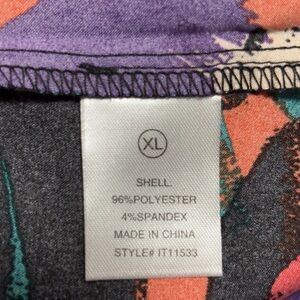 XL
SHELL:
96%POLYESTER
4%SPANDEX
MADE IN CHINA
STYLE# IT11533